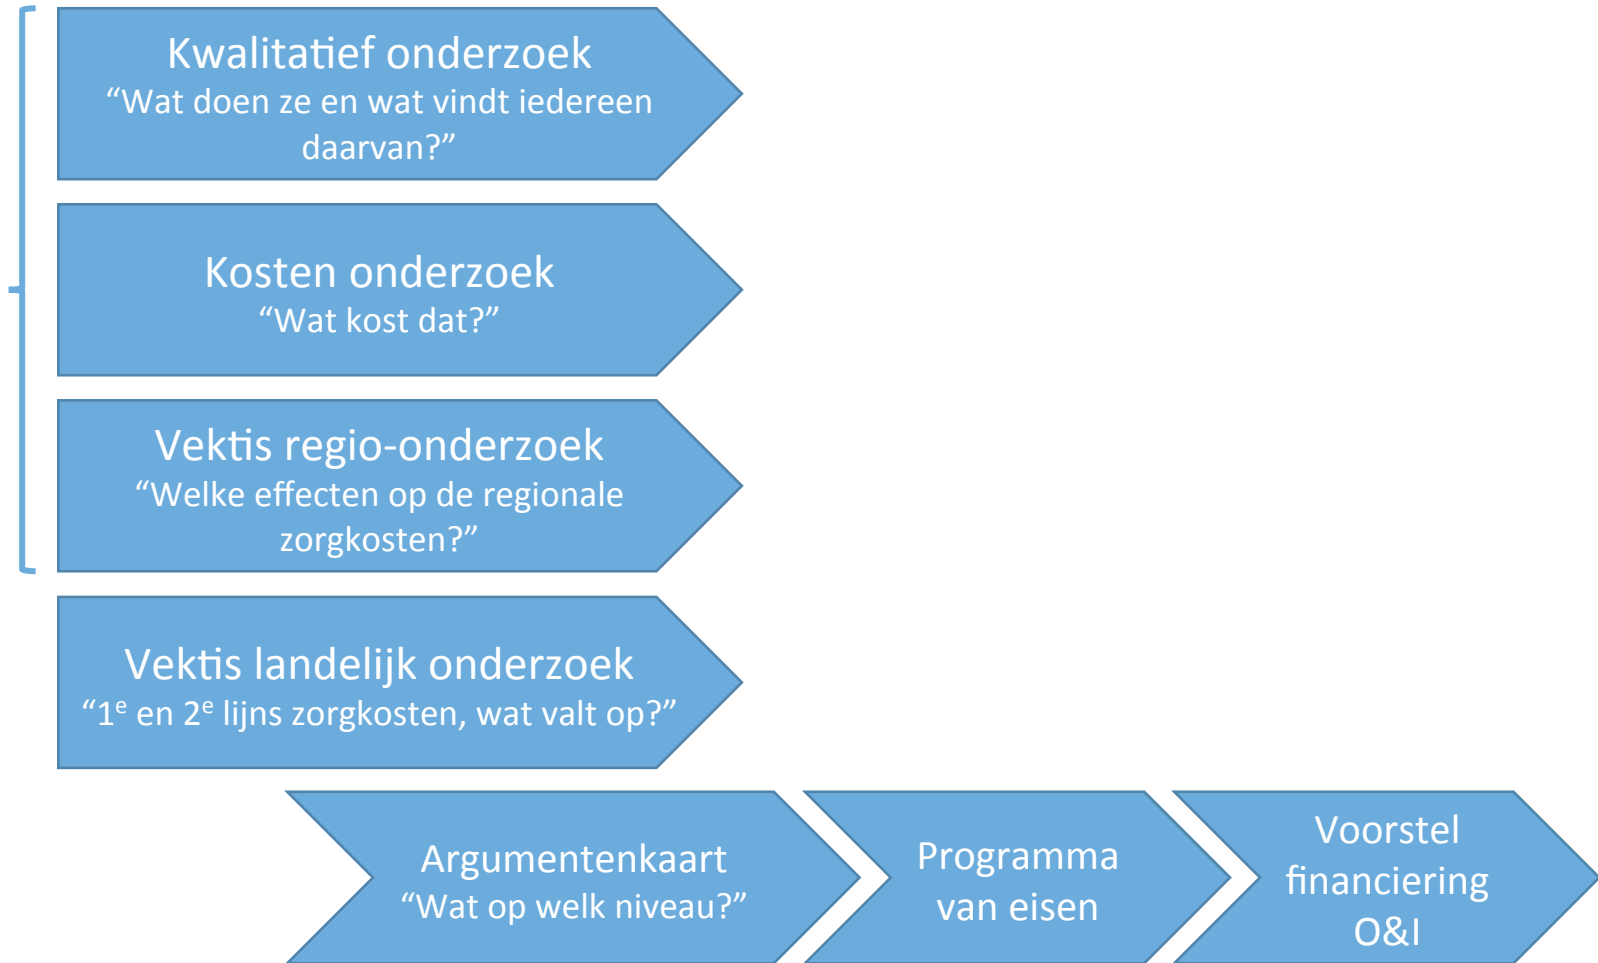 Kwalitatief onderzoek
“Wat doen ze en wat vindt iedereen
daarvan?”
Kosten onderzoek
“Wat kost dat?”
Vektis regio-onderzoek
“Welke effecten op de regionale
zorgkosten?”
Vektis landelijk onderzoek
“1ᵉ en 2ᵉ lijns zorgkosten, wat valt op?”
Argumentenkaart
“Wat op welk niveau?”
Programma
van eisen
Voorstel
financiering
O&I